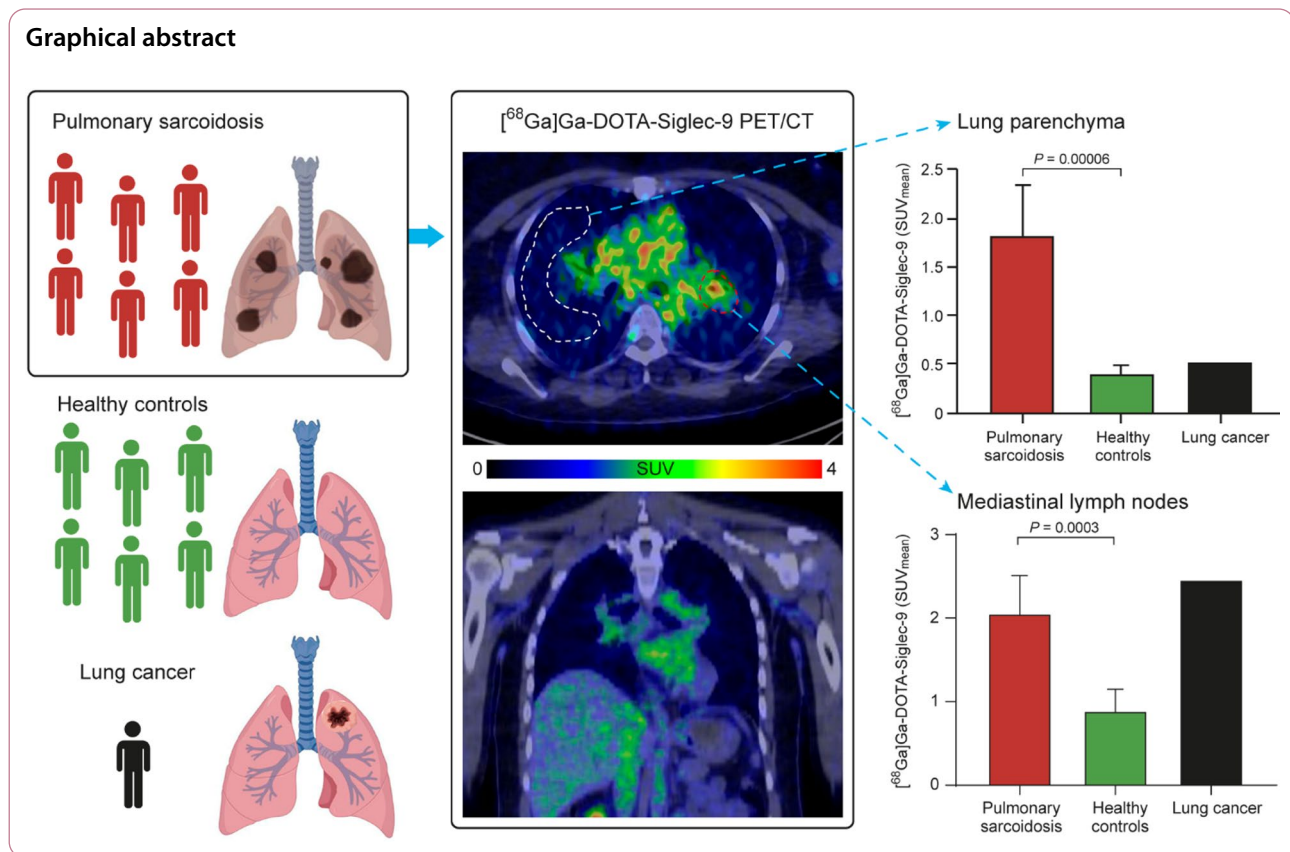 Graphical abstract
Pulmonary sarcoidosis
Healthy controls
Lung cancer
[⁶⁸Ga]Ga-DOTA-Siglec-9 PET/CT
0 SUV 4
Lung parenchyma
P = 0.00006
[⁶⁸Ga]Ga-DOTA-Siglec-9 (SUVmean)
2.5
2.0
1.5
1.0
0.5
0
Pulmonary sarcoidosis
Healthy controls
Lung cancer
Mediastinal lymph nodes
P = 0.0003
[⁶⁸Ga]Ga-DOTA-Siglec-9 (SUVmean)
3
2
1
0
Pulmonary sarcoidosis
Healthy controls
Lung cancer